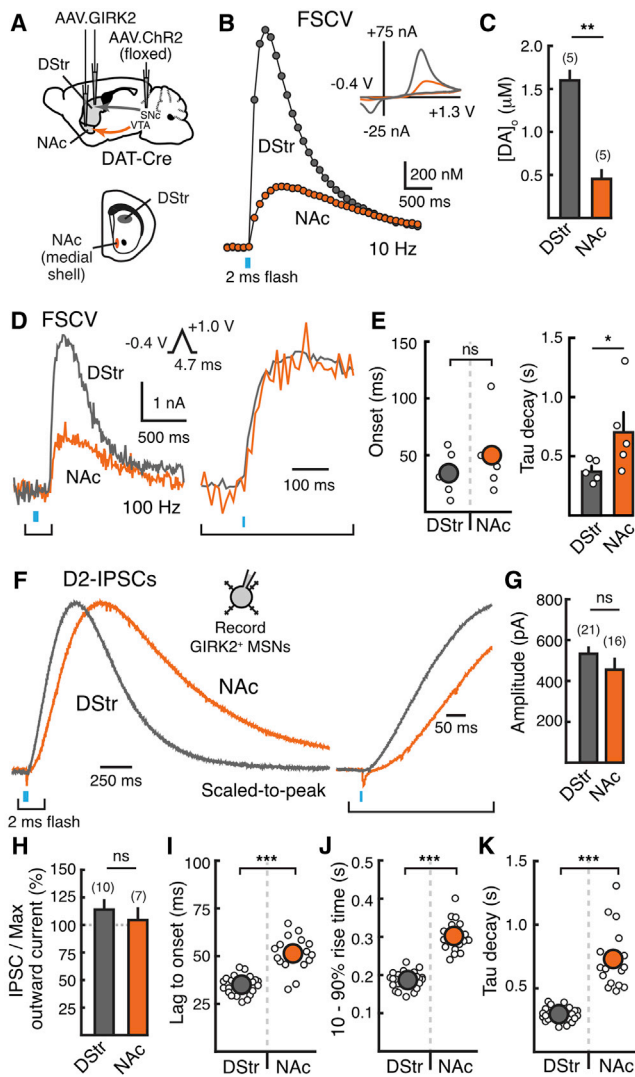 A
AAV.GIRK2
AAV.ChR2
(floxed)
DStr
SNc
VTA
NAc
DAT-Cre
DStr
NAc
(medial
shell)
B
FSCV
+75 nA
-0.4 V
+1.3 V
-25 nA
DStr
NAc
200 nM
500 ms
10 Hz
2 ms flash
C
**
(5)
(5)
[DA]o (μM)
2.0
1.5
1.0
0.5
DStr
NAc
D
FSCV
-0.4 V
+1.0 V
4.7 ms
DStr
1 nA
500 ms
NAc
100 Hz
100 ms
E
Onset (ms)
150
100
50
ns
DStr
NAc
Tau decay (s)
1.5
1.0
0.5
*
DStr
NAc
F
D2-IPSCs
Record
GIRK2+ MSNs
NAc
DStr
250 ms
Scaled-to-peak
50 ms
2 ms flash
G
Amplitude (pA)
800
600
400
200
ns
(21)
(16)
DStr
NAc
H
IPSC / Max
outward current (%)
150
125
100
75
50
25
ns
(10)
(7)
DStr
NAc
I
Lag to onset (ms)
100
75
50
25
***
DStr
NAc
J
10 - 90% rise time (s)
0.5
0.4
0.3
0.2
0.1
***
DStr
NAc
K
Tau decay (s)
1.5
1.0
0.5
***
DStr
NAc